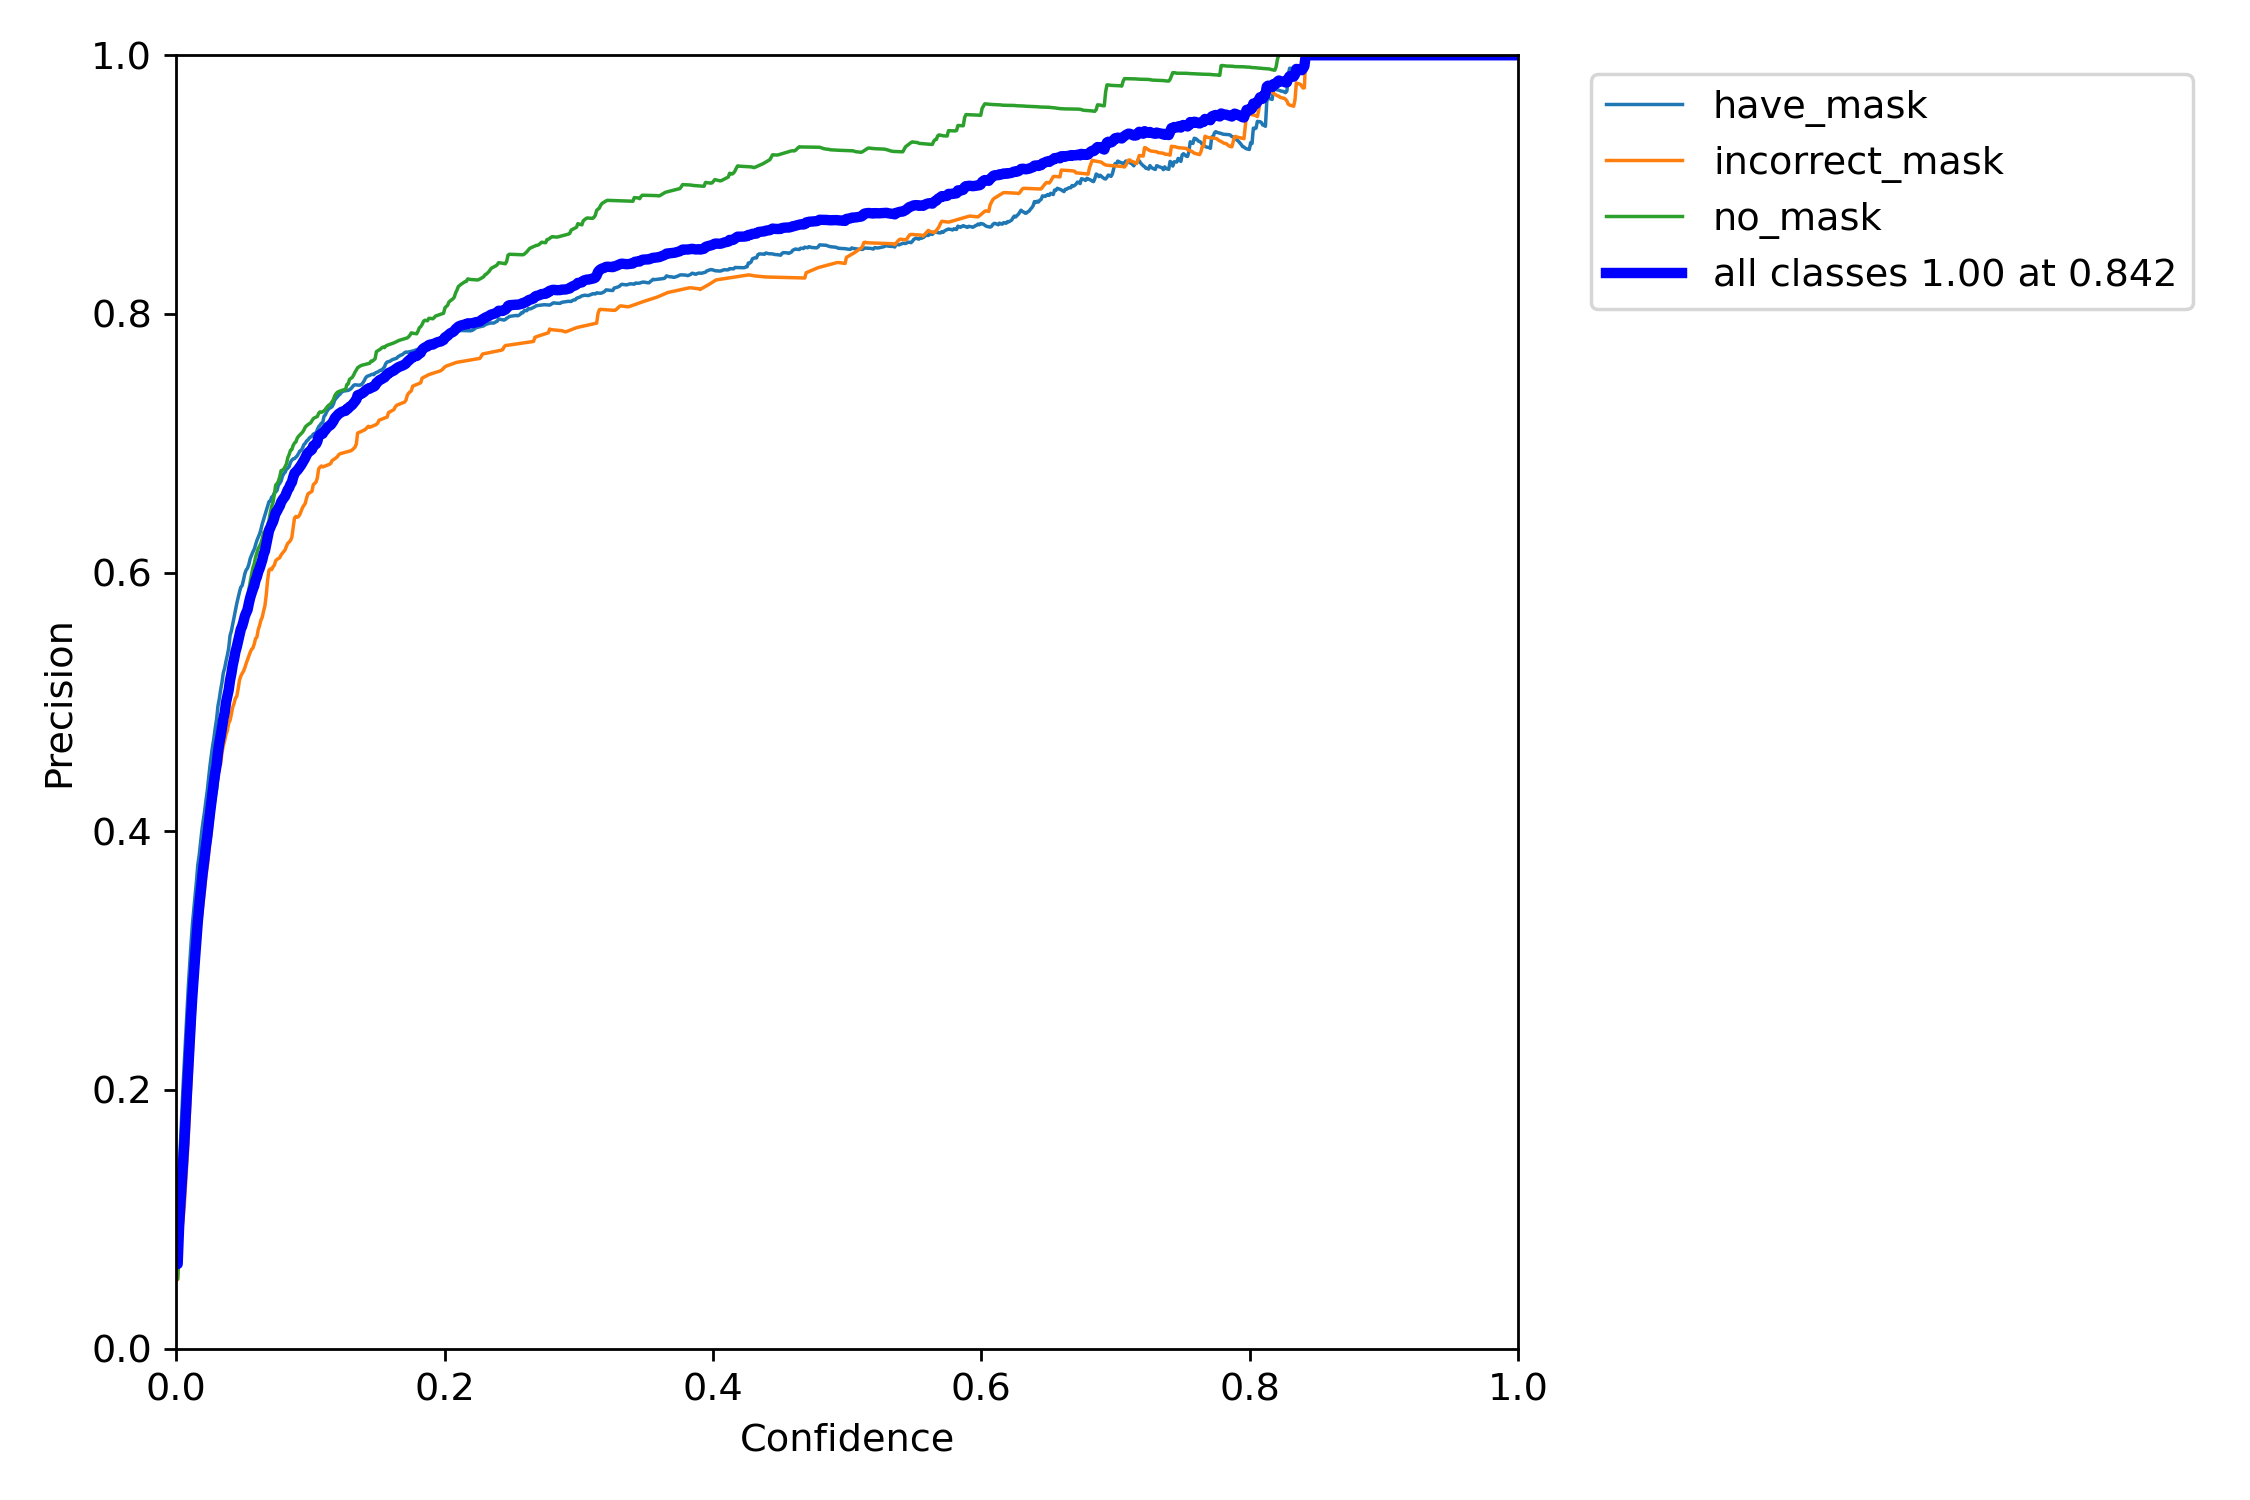 1.0
0.8
0.6
0.4
0.2
0.0
Precision
0.0 0.2 0.4 0.6 0.8 1.0
Confidence
have_mask
incorrect_mask
no_mask
all classes 1.00 at 0.842